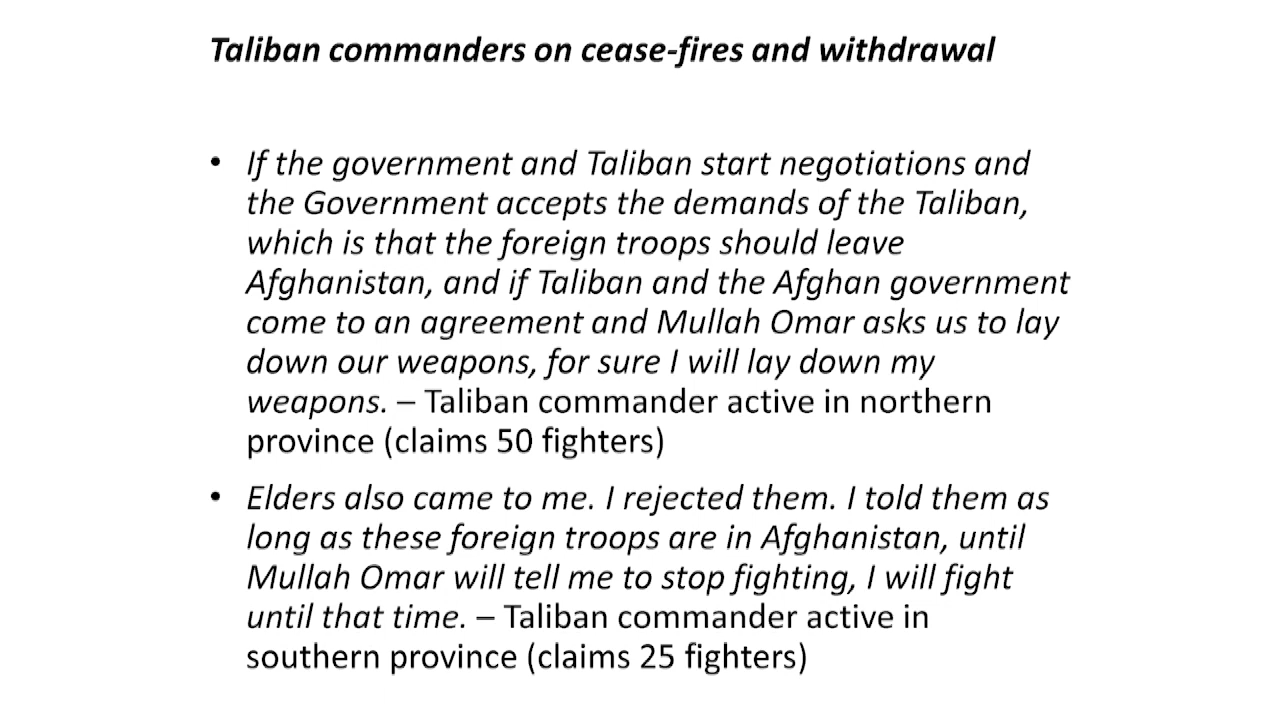 Taliban commanders on cease-fires and withdrawal
• If the government and Taliban start negotiations and
the Government accepts the demands of the Taliban,
which is that the foreign troops should leave
Afghanistan, and if Taliban and the Afghan government
come to an agreement and Mullah Omar asks us to lay
down our weapons, for sure I will lay down my
weapons. – Taliban commander active in northern
province (claims 50 fighters)
• Elders also came to me. I rejected them. I told them as
long as these foreign troops are in Afghanistan, until
Mullah Omar will tell me to stop fighting, I will fight
until that time. – Taliban commander active in
southern province (claims 25 fighters)